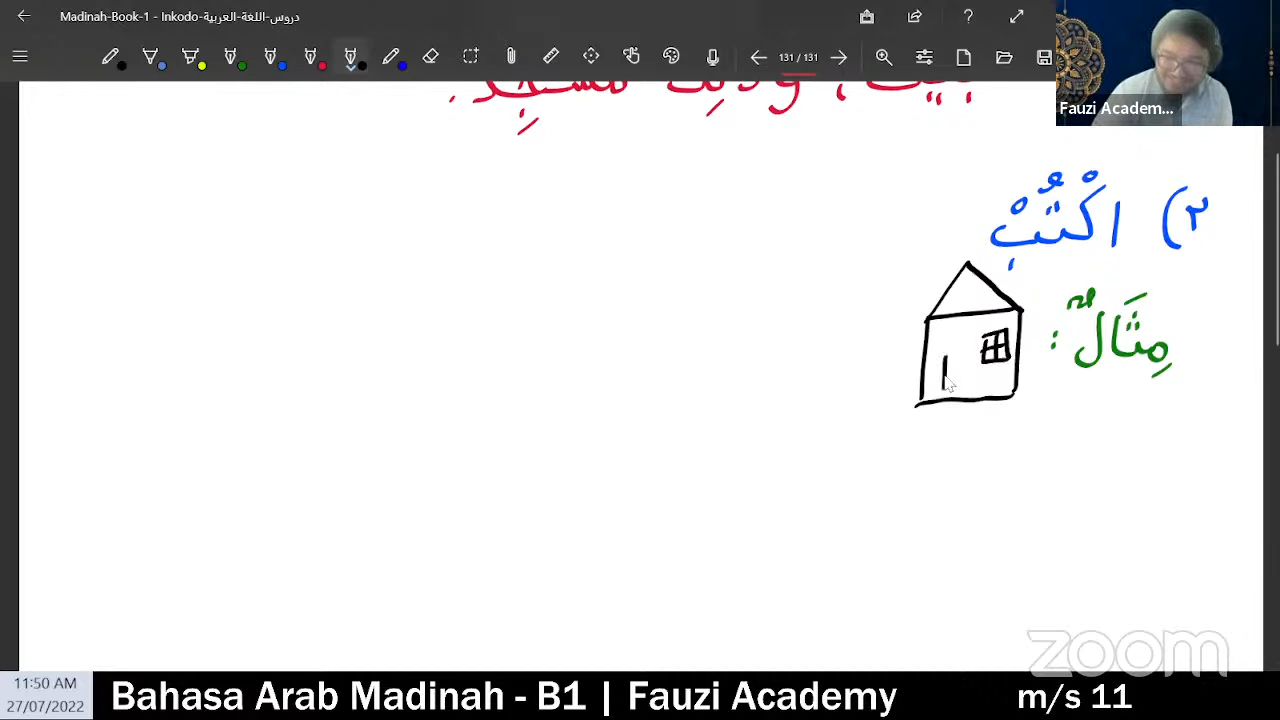 Madinah-Book-1 - Inkodo-دروس-اللغة-العربية
131 / 131
Fauzi Academ...
٢) اكْتُبْ
مِثَالٌ :
zoom
11:50 AM
27/07/2022
Bahasa Arab Madinah - B1 | Fauzi Academy
m/s 11